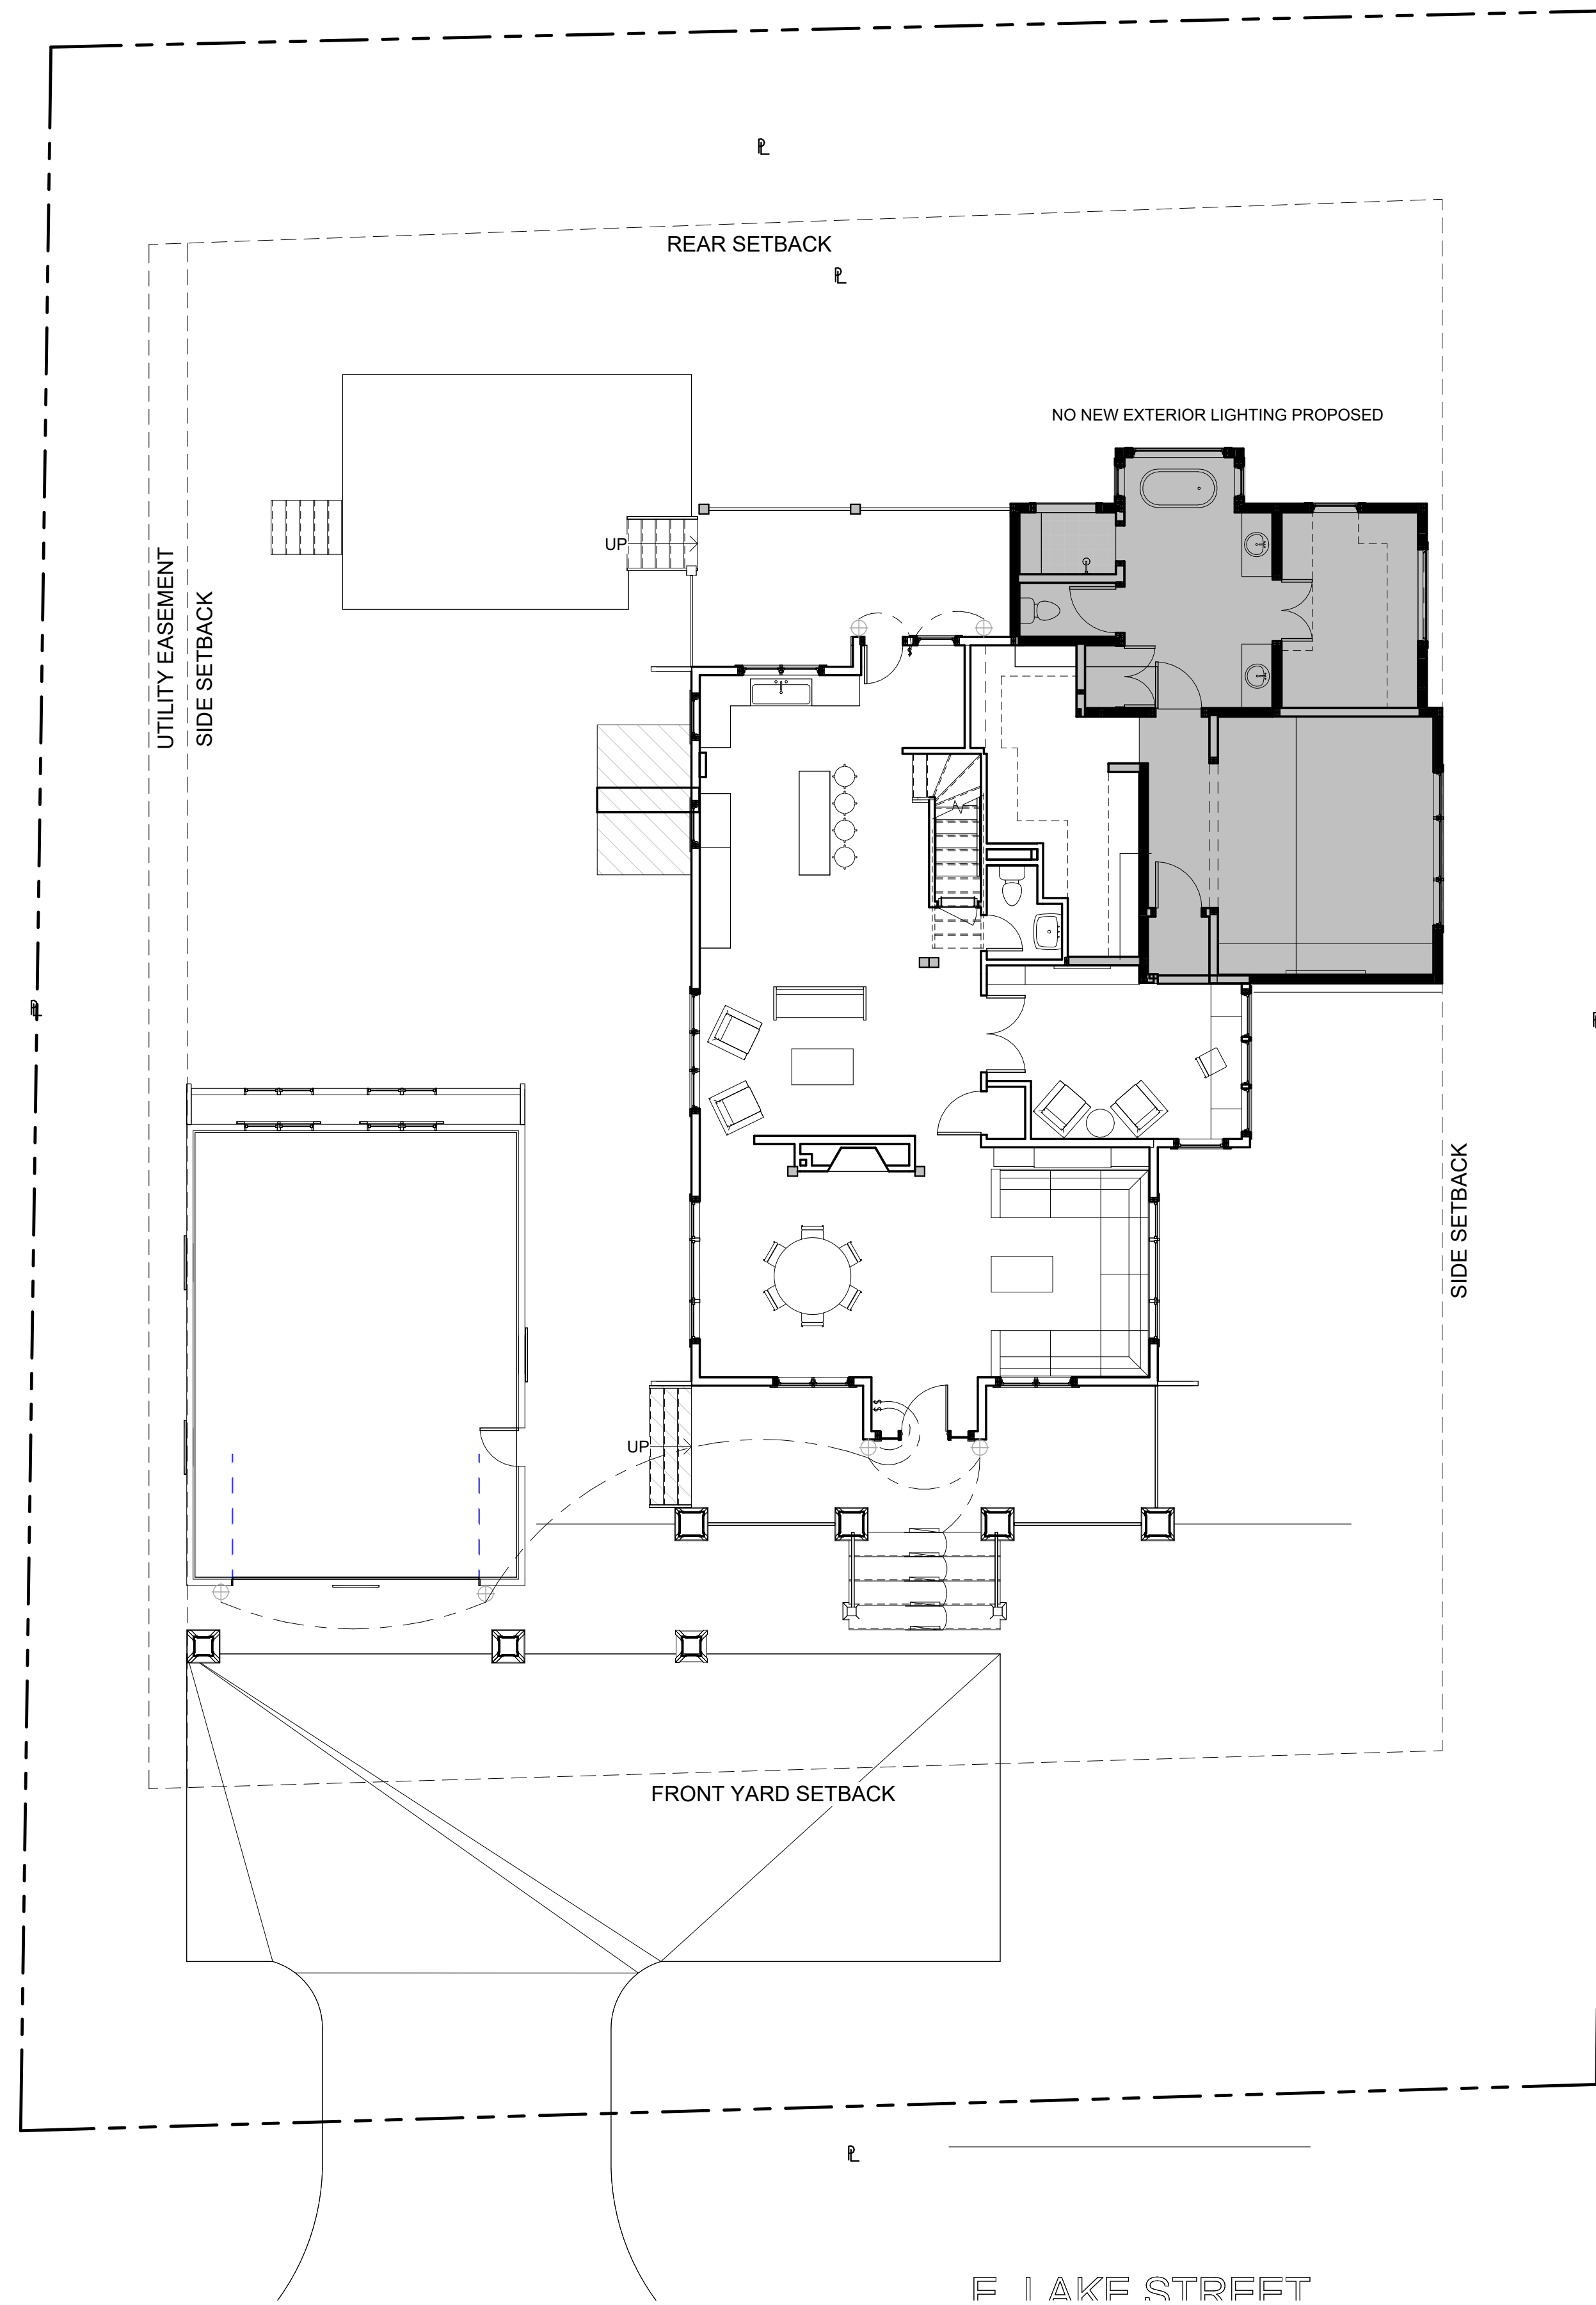 ℄
REAR SETBACK
℄
NO NEW EXTERIOR LIGHTING PROPOSED
UP
UTILITY EASEMENT
SIDE SETBACK
℄
SIDE SETBACK
UP
FRONT YARD SETBACK
℄
E. LAKE STREET